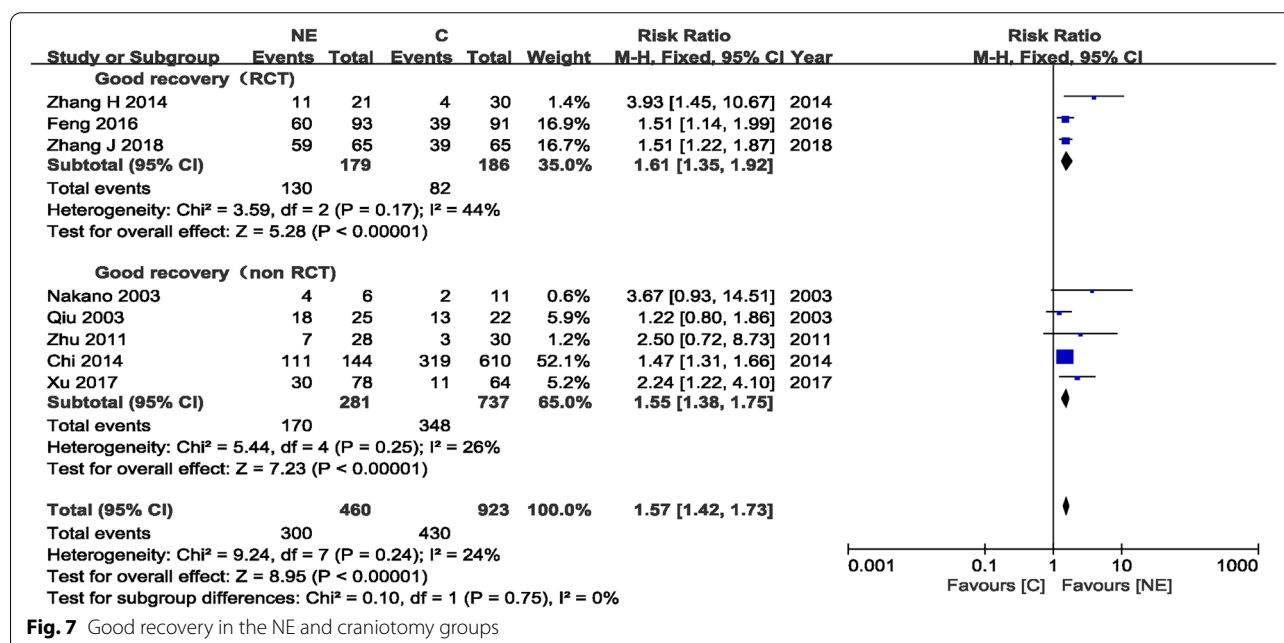 NE C Risk Ratio Risk Ratio
Study or Subgroup Events Total Events Total Weight M-H, Fixed, 95% CI Year M-H, Fixed, 95% CI
Good recovery（RCT)
Zhang H 2014 11 21 4 30 1.4% 3.93 [1.45, 10.67] 2014
Feng 2016 60 93 39 91 16.9% 1.51 [1.14, 1.99] 2016
Zhang J 2018 59 65 39 65 16.7% 1.51 [1.22, 1.87] 2018
Subtotal (95% CI) 179 186 35.0% 1.61 [1.35, 1.92]
Total events 130 82
Heterogeneity: Chi² = 3.59, df = 2 (P = 0.17); I² = 44%
Test for overall effect: Z = 5.28 (P < 0.00001)
Good recovery（non RCT)
Nakano 2003 4 6 2 11 0.6% 3.67 [0.93, 14.51] 2003
Qiu 2003 18 25 13 22 5.9% 1.22 [0.80, 1.86] 2003
Zhu 2011 7 28 3 30 1.2% 2.50 [0.72, 8.73] 2011
Chi 2014 111 144 319 610 52.1% 1.47 [1.31, 1.66] 2014
Xu 2017 30 78 11 64 5.2% 2.24 [1.22, 4.10] 2017
Subtotal (95% CI) 281 737 65.0% 1.55 [1.38, 1.75]
Total events 170 348
Heterogeneity: Chi² = 5.44, df = 4 (P = 0.25); I² = 26%
Test for overall effect: Z = 7.23 (P < 0.00001)
Total (95% CI) 460 923 100.0% 1.57 [1.42, 1.73]
Total events 300 430
Heterogeneity: Chi² = 9.24, df = 7 (P = 0.24); I² = 24%
Test for overall effect: Z = 8.95 (P < 0.00001)
Test for subgroup differences: Chi² = 0.10, df = 1 (P = 0.75), I² = 0%
0.001 0.1 1 10 1000
Favours [C] Favours [NE]
Fig. 7 Good recovery in the NE and craniotomy groups